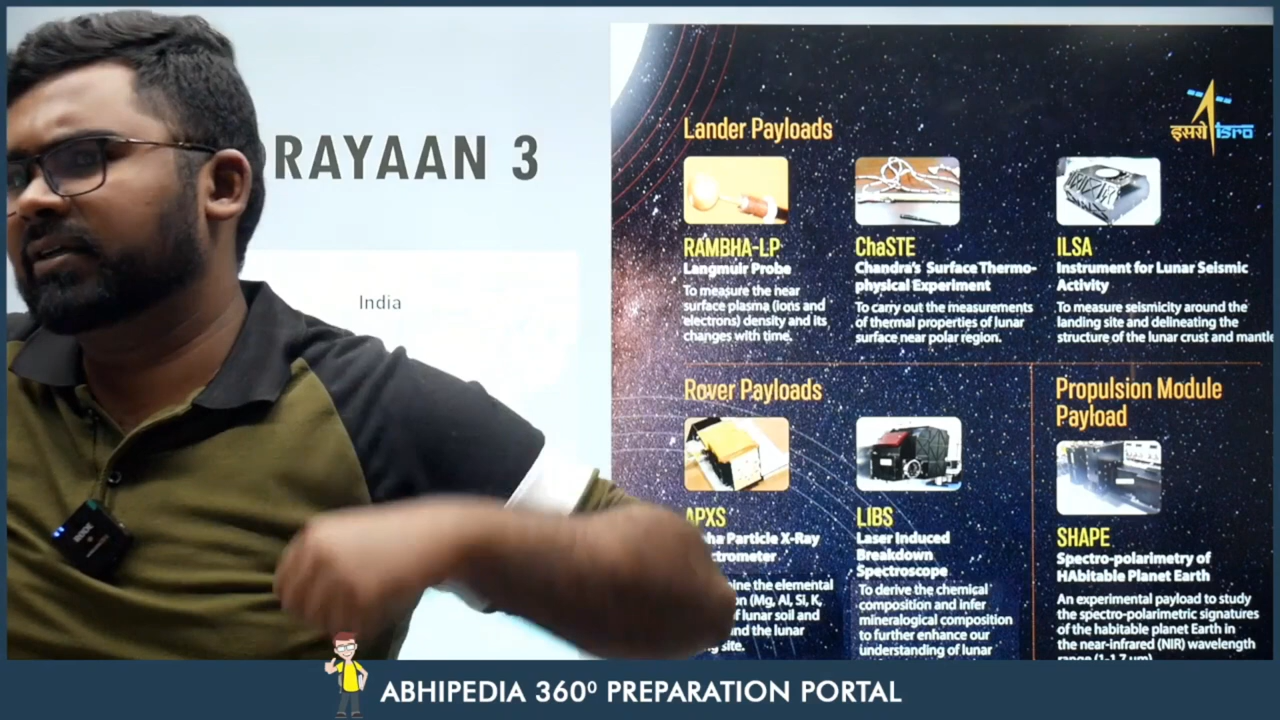 RAYAAN 3
India
इसरो isro
Lander Payloads
RAMBHA-LP
Langmuir Probe
To measure the near
surface plasma (ions and
electrons) density and its
changes with time.
ChaSTE
Chandra's Surface Thermo-
physical Experiment
To carry out the measurements
of thermal properties of lunar
surface near polar region.
ILSA
Instrument for Lunar Seismic
Activity
To measure seismicity around the
landing site and delineating the
structure of the lunar crust and mantle
Rover Payloads
APXS
Particle X-Ray
the elemental
(Mg, Al, Si, K,
of lunar soil and
the lunar
site.
LIBS
Laser Induced
Breakdown
Spectroscope
To derive the chemical
composition and infer
mineralogical composition
to further enhance our
understanding of lunar
Propulsion Module
Payload
SHAPE
Spectro-polarimetry of
HAbitable Planet Earth
An experimental payload to study
the spectro-polarimetric signatures
of the habitable planet Earth in
the near-infrared (NIR) wavelength
range (1-1.7 μm)
ABHIPEDIA 360⁰ PREPARATION PORTAL